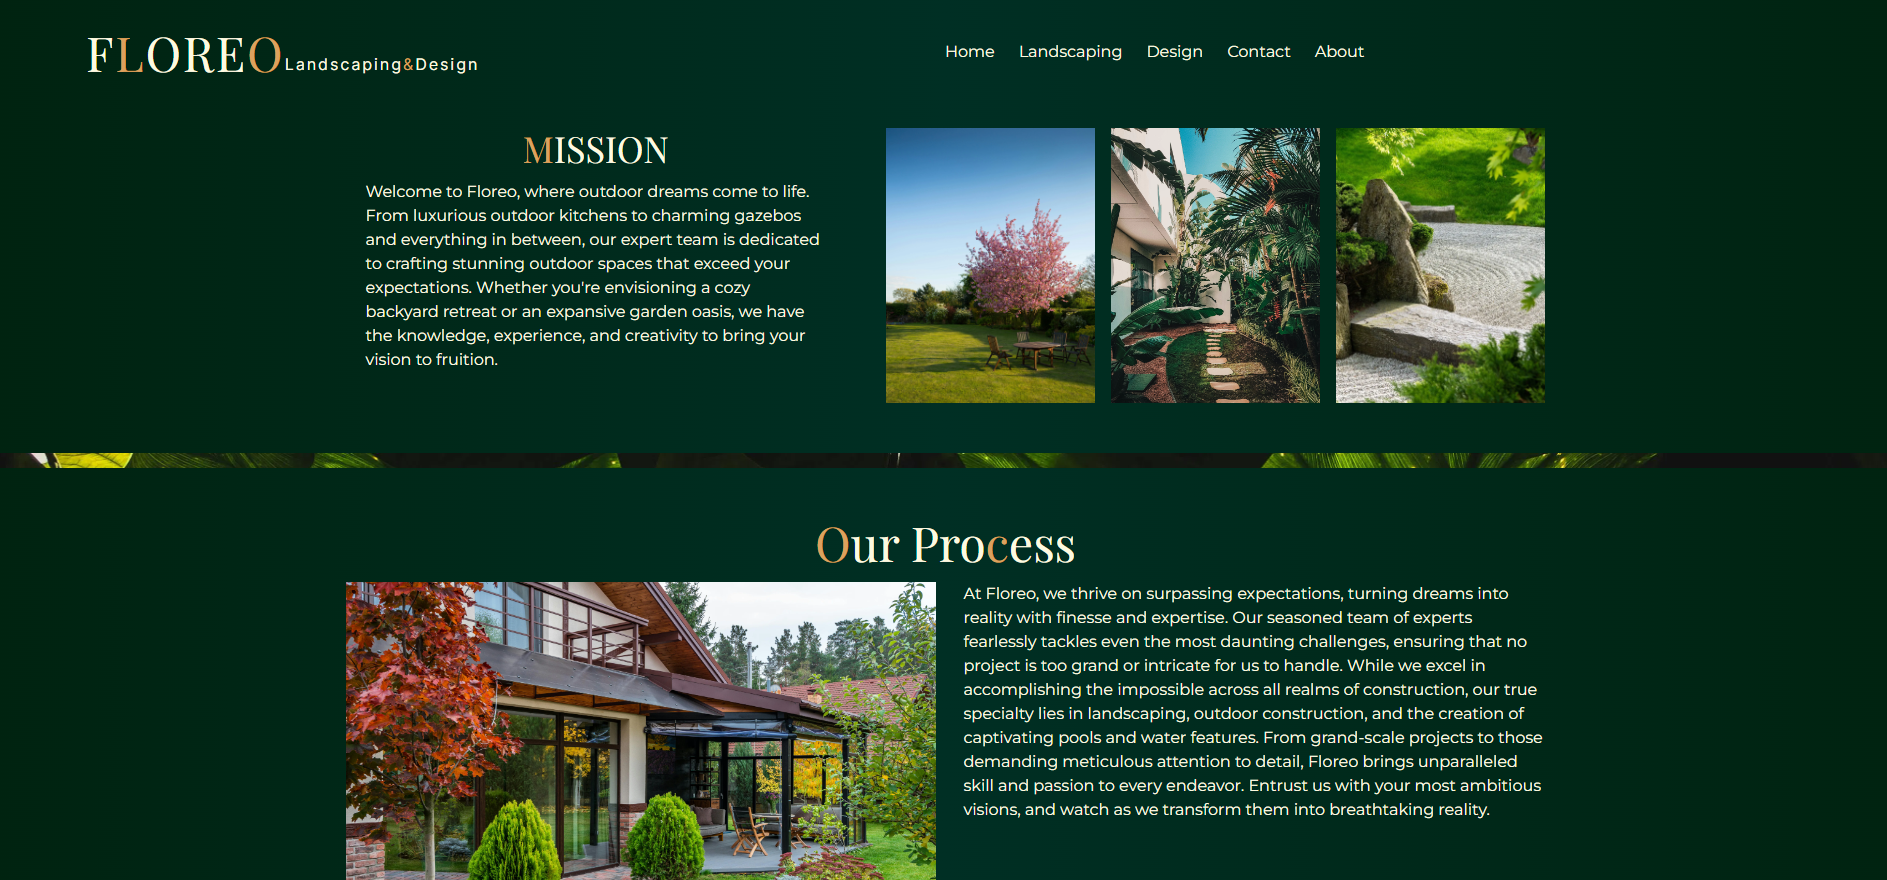 FLOREO Landscaping&Design
Home Landscaping Design Contact About
MISSION
Welcome to Floreo, where outdoor dreams come to life.
From luxurious outdoor kitchens to charming gazebos
and everything in between, our expert team is dedicated
to crafting stunning outdoor spaces that exceed your
expectations. Whether you're envisioning a cozy
backyard retreat or an expansive garden oasis, we have
the knowledge, experience, and creativity to bring your
vision to fruition.
Our Process
At Floreo, we thrive on surpassing expectations, turning dreams into
reality with finesse and expertise. Our seasoned team of experts
fearlessly tackles even the most daunting challenges, ensuring that no
project is too grand or intricate for us to handle. While we excel in
accomplishing the impossible across all realms of construction, our true
specialty lies in landscaping, outdoor construction, and the creation of
captivating pools and water features. From grand-scale projects to those
demanding meticulous attention to detail, Floreo brings unparalleled
skill and passion to every endeavor. Entrust us with your most ambitious
visions, and watch as we transform them into breathtaking reality.